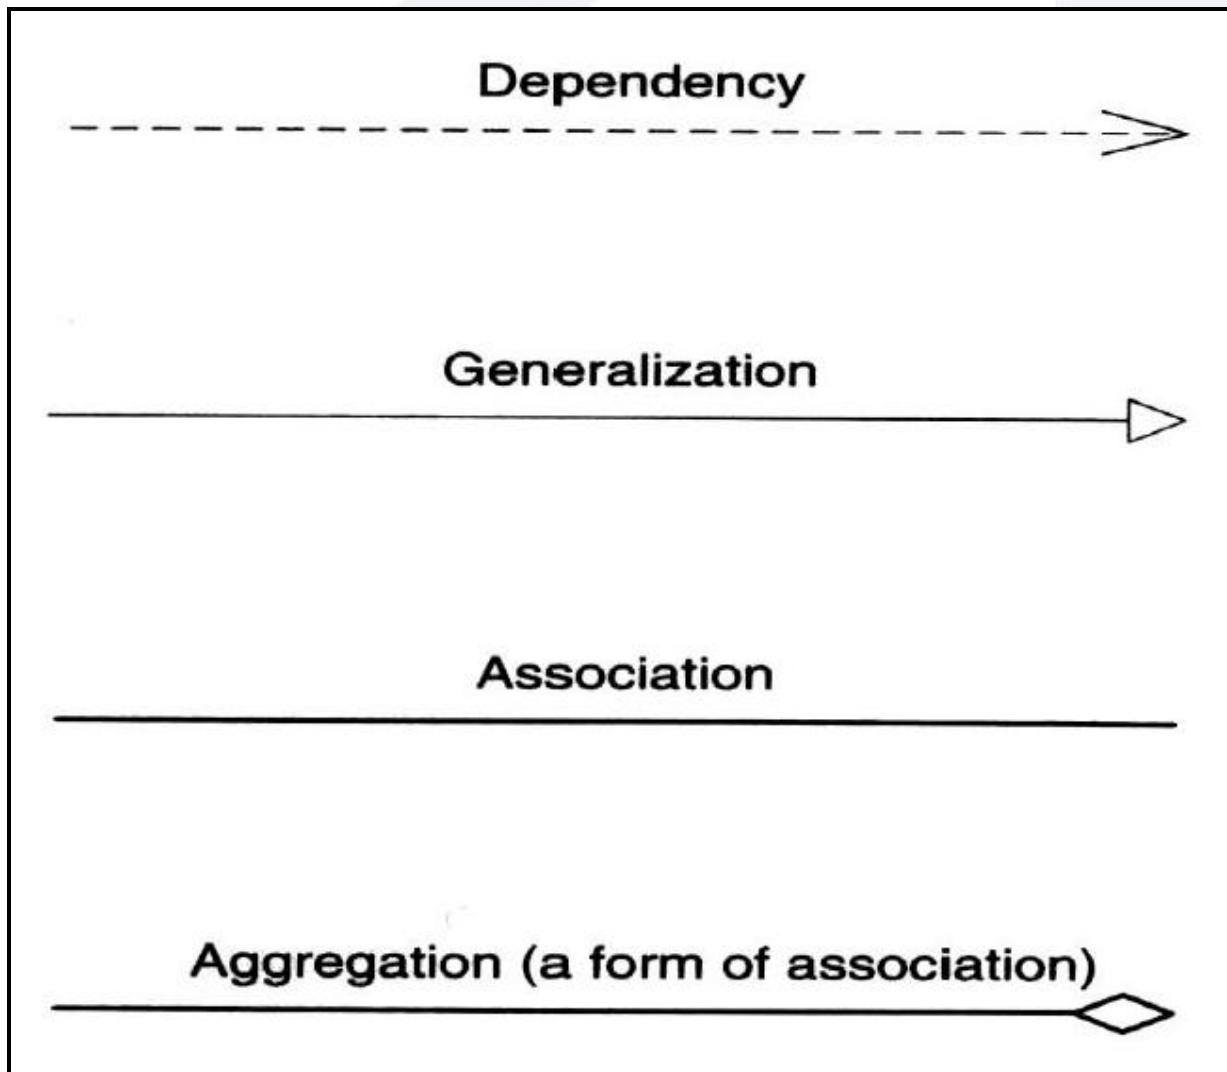 Dependency
Generalization
Association
Aggregation (a form of association)